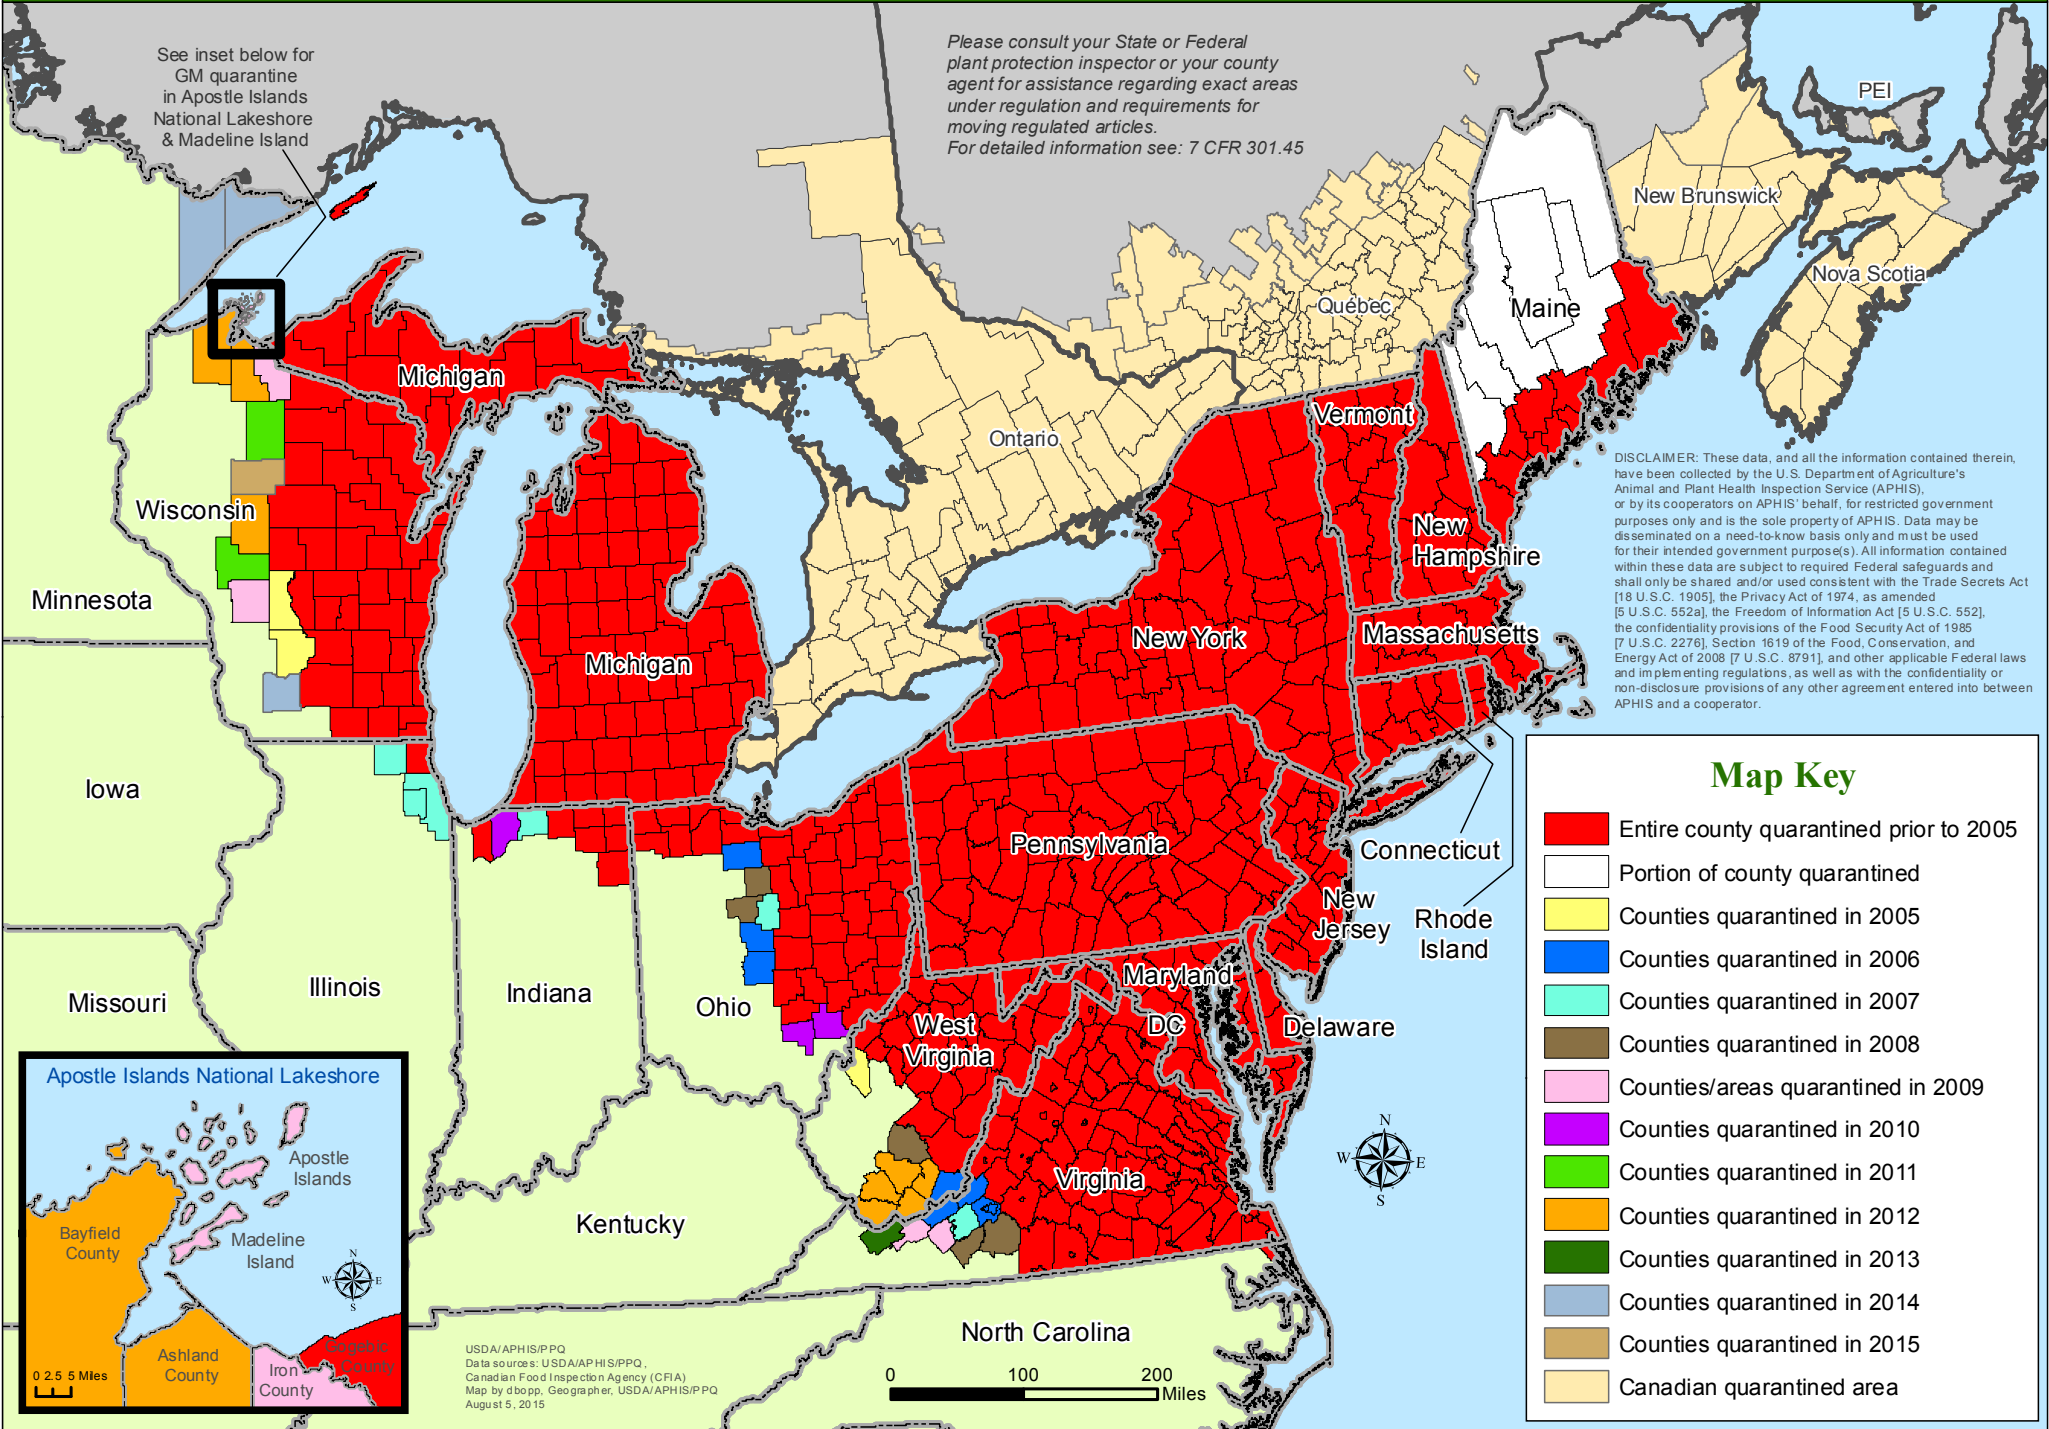 See inset below for
GM quarantine
in Apostle Islands
National Lakeshore
& Madeline Island
Please consult your State or Federal
plant protection inspector or your county
agent for assistance regarding exact areas
under regulation and requirements for
moving regulated articles.
For detailed information see: 7 CFR 301.45
PEI
New Brunswick
Nova Scotia
Maine
Québec
Ontario
Michigan
Vermont
New
Hampshire
Wisconsin
Minnesota
Michigan
New York
Massachusetts
DISCLAIMER: These data, and all the information contained therein,
have been collected by the U.S. Department of Agriculture's
Animal and Plant Health Inspection Service (APHIS),
or by its cooperators on APHIS' behalf, for restricted government
purposes only and is the sole property of APHIS. Data may be
disseminated on a need-to-know basis only and must be used
for their intended government purpose(s). All information contained
within these data are subject to required Federal safeguards and
shall only be shared and/or used consistent with the Trade Secrets Act
[18 U.S.C. 1905], the Privacy Act of 1974, as amended
[5 U.S.C. 552a], the Freedom of Information Act [5 U.S.C. 552],
the confidentiality provisions of the Food Security Act of 1985
[7 U.S.C. 2276], Section 1619 of the Food, Conservation, and
Energy Act of 2008 [7 U.S.C. 8791], and other applicable Federal laws
and implementing regulations, as well as with the confidentiality or
non-disclosure provisions of any other agreement entered into between
APHIS and a cooperator.
Iowa
Pennsylvania
Connecticut
New
Jersey
Rhode
Island
Missouri
Illinois
Indiana
Ohio
West
Virginia
Maryland
DC
Delaware
Virginia
Kentucky
North Carolina
N
W
E
S
Map Key
Entire county quarantined prior to 2005
Portion of county quarantined
Counties quarantined in 2005
Counties quarantined in 2006
Counties quarantined in 2007
Counties quarantined in 2008
Counties/areas quarantined in 2009
Counties quarantined in 2010
Counties quarantined in 2011
Counties quarantined in 2012
Counties quarantined in 2013
Counties quarantined in 2014
Counties quarantined in 2015
Canadian quarantined area
Apostle Islands National Lakeshore
Apostle
Islands
Bayfield
County
Madeline
Island
N
W
E
S
Ashland
County
Iron
County
Gogebic
County
0 2.5 5 Miles
USDA/APHIS/PPQ
Data sources: USDA/APHIS/PPQ,
Canadian Food Inspection Agency (CFIA)
Map by dbopp, Geographer, USDA/APHIS/PPQ
August 5, 2015
0 100 200
Miles